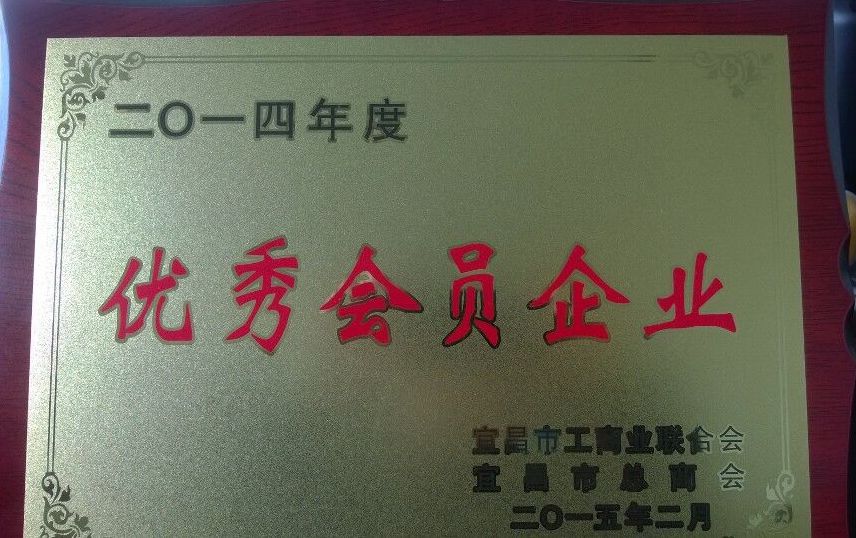 二〇一四年度
优秀会员企业
宜昌市工商业联合会
宜昌市总商会
二〇一五年二月